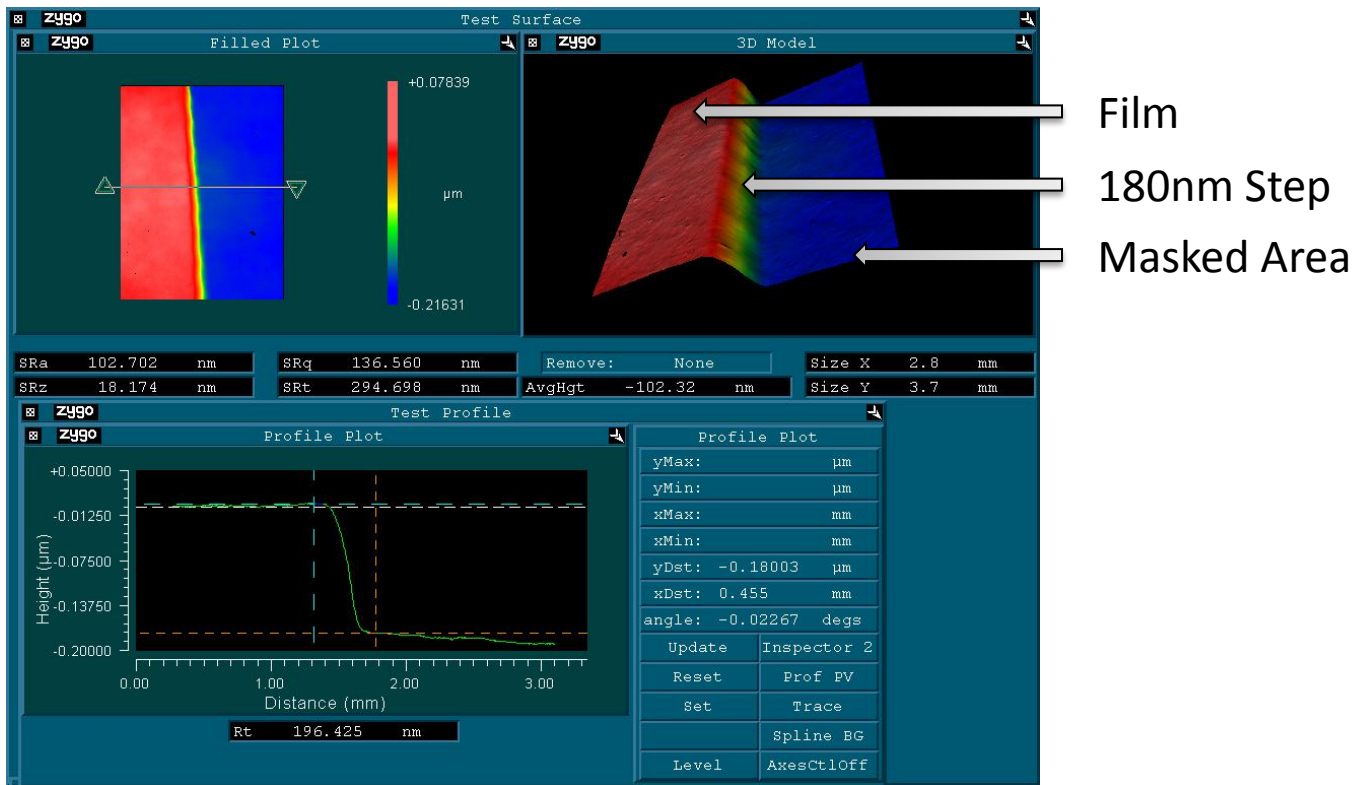 zygo Test Surface
zygo Filled Plot
+0.07839
µm
-0.21631
zygo 3D Model
Film
180nm Step
Masked Area
SRa 102.702 nm SRq 136.560 nm Remove: None Size X 2.8 mm
SRz 18.174 nm SRt 294.698 nm AvgHgt -102.32 nm Size Y 3.7 mm
zygo Test Profile
zygo Profile Plot
+0.05000
-0.01250
-0.07500
-0.13750
-0.20000
Height (µm)
0.00 1.00 2.00 3.00
Distance (mm)
Rt 196.425 nm
Profile Plot
yMax: µm
yMin: µm
xMax: mm
xMin: mm
yDst: -0.18003 µm
xDst: 0.455 mm
angle: -0.02267 degs
Update Inspector 2
Reset Prof PV
Set Trace
Spline BG
Level AxesCtlOff